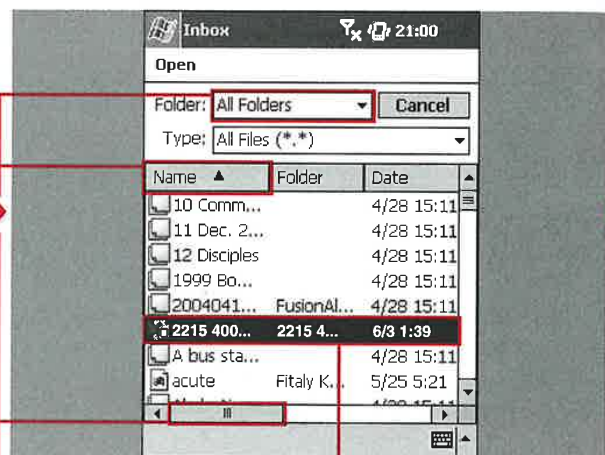 Inbox 21:00
Open
Folder: All Folders Cancel
Type: All Files (*.*)
Name Folder Date
10 Comm... 4/28 15:11
11 Dec. 2... 4/28 15:11
12 Disciples 4/28 15:11
1999 Bo... 4/28 15:11
2004041... FusionAl... 4/28 15:11
2215 400... 2215 4... 6/3 1:39
A bus sta... 4/28 15:11
acute Fitaly K... 5/25 5:21